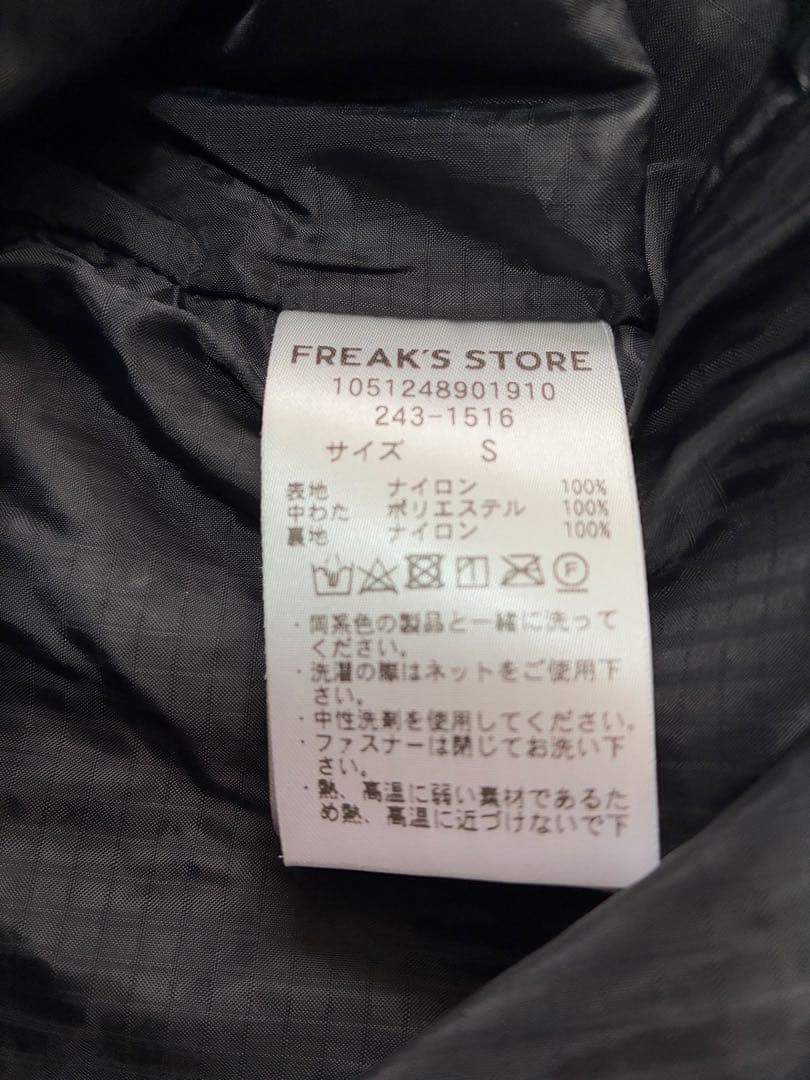 FREAK'S STORE
1051248901910
243-1516
サイズ S
表地 ナイロン 100%
中わた ポリエステル 100%
裏地 ナイロン 100%
F
・同系色の製品と一緒に洗って
ください。
・洗濯の際はネットをご使用下
さい。
・中性洗剤を使用してください。
・ファスナーは閉じてお洗い下
さい。
・熱、高温に弱い素材であるた
め熱、高温に近づけないで下